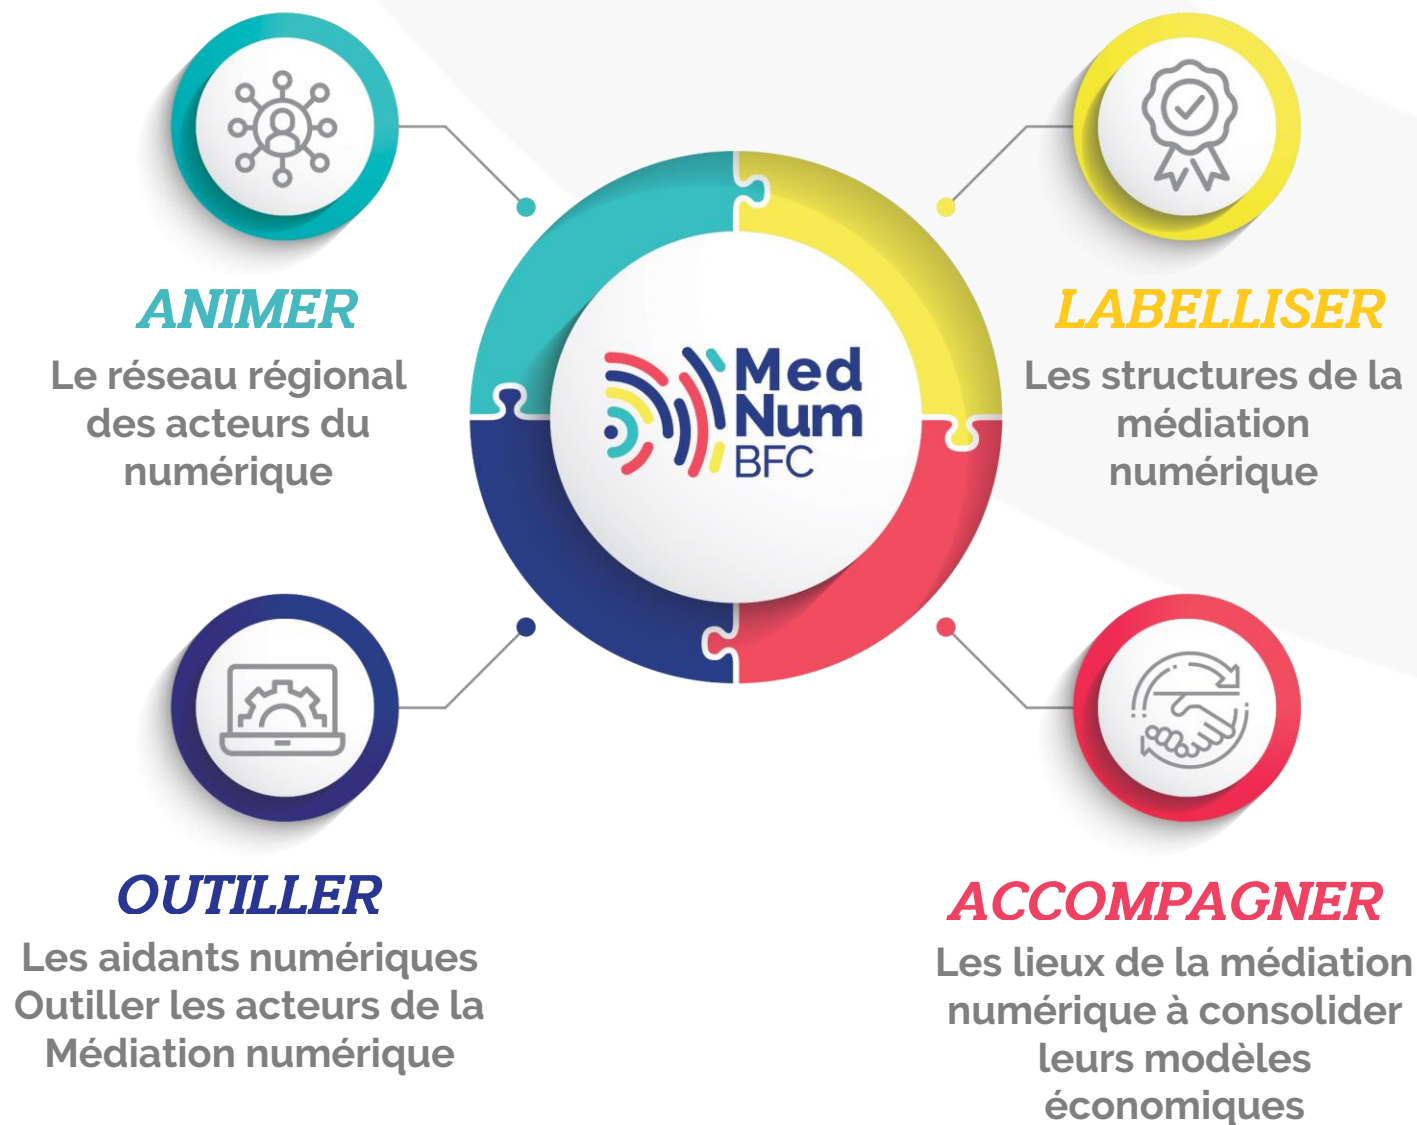 ANIMER
Le réseau régional
des acteurs du
numérique
LABELLISER
Les structures de la
médiation
numérique
Med
Num
BFC
OUTILLER
Les aidants numériques
Outiller les acteurs de la
Médiation numérique
ACCOMPAGNER
Les lieux de la médiation
numérique à consolider
leurs modèles
économiques